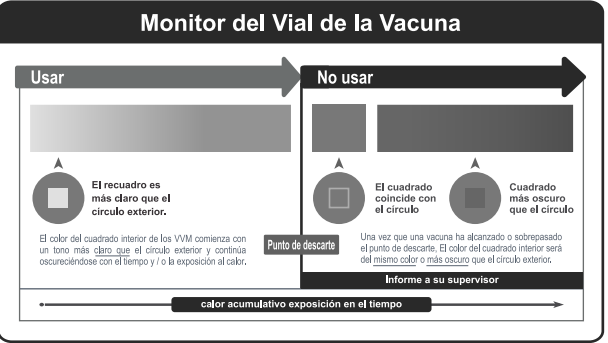 Monitor del Vial de la Vacuna
Usar
No usar
El recuadro es
más claro que el
círculo exterior.
El cuadrado
coincide con
el círculo
Cuadrado
más oscuro
que el círculo
El color del cuadrado interior de los VVM comienza con
un tono más claro que el círculo exterior y continúa
oscureciéndose con el tiempo y / o la exposición al calor.
Punto de descarte
Una vez que una vacuna ha alcanzado o sobrepasado
el punto de descarte, El color del cuadrado interior será
del mismo color o más oscuro que el círculo exterior.
Informe a su supervisor
calor acumulativo exposición en el tiempo